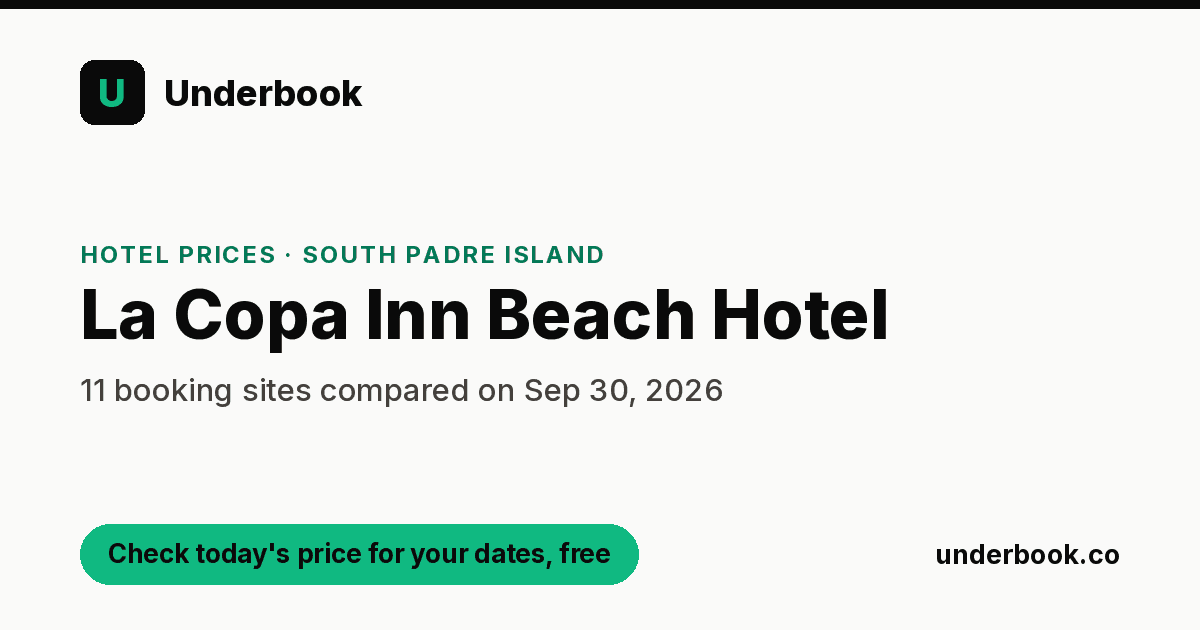 U Underbook
HOTEL PRICES · SOUTH PADRE ISLAND
La Copa Inn Beach Hotel
11 booking sites compared on Sep 30, 2026
Check today's price for your dates, free
underbook.co